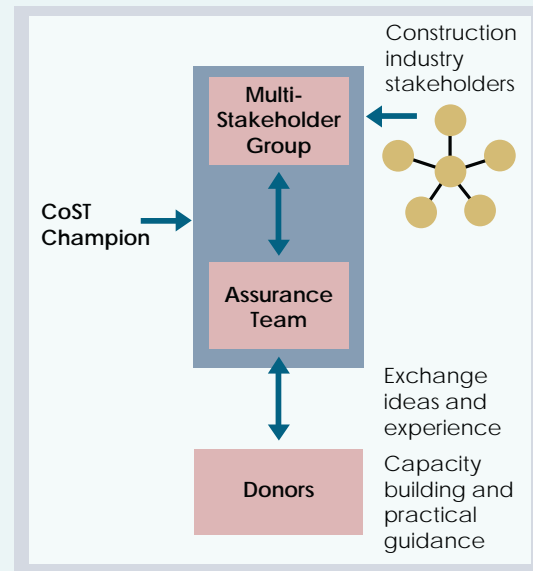 Construction
industry
stakeholders
Multi-
Stakeholder
Group
CoST
Champion
Assurance
Team
Exchange
ideas and
experience
Donors
Capacity
building and
practical
guidance